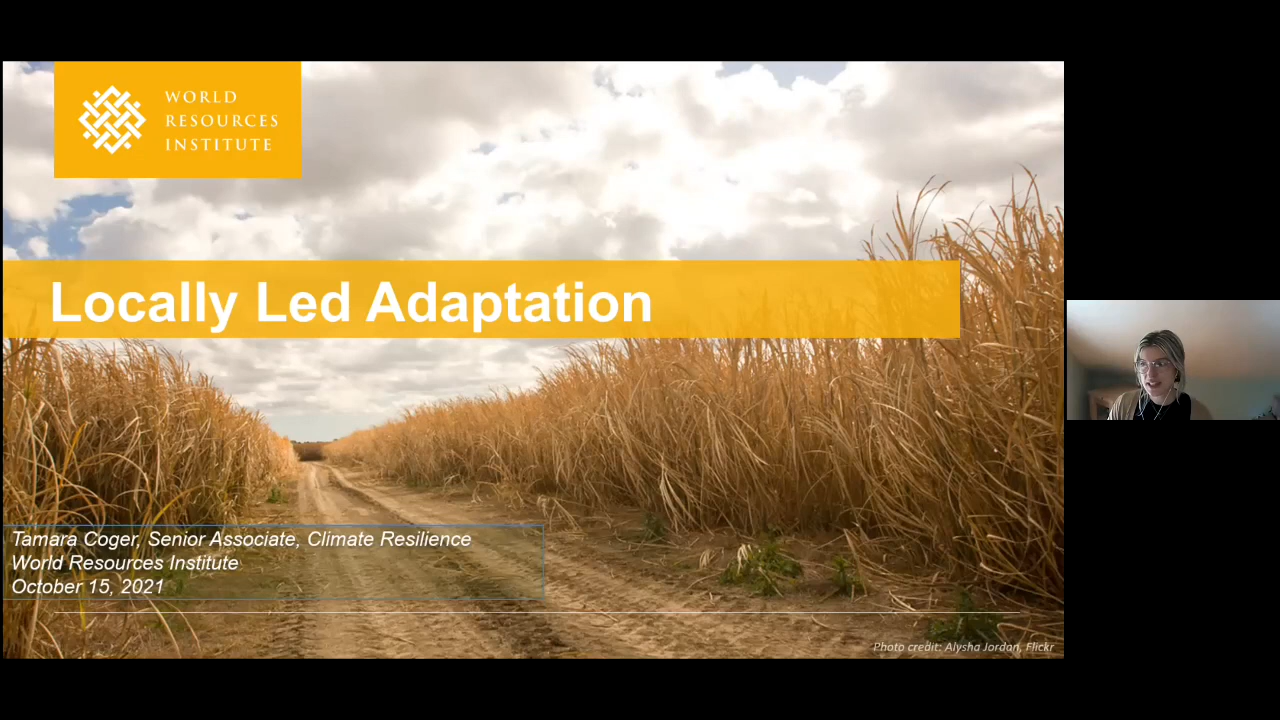 WORLD
RESOURCES
INSTITUTE
Locally Led Adaptation
Tamara Coger, Senior Associate, Climate Resilience
World Resources Institute
October 15, 2021
Photo credit: Alysha Jordan, Flickr